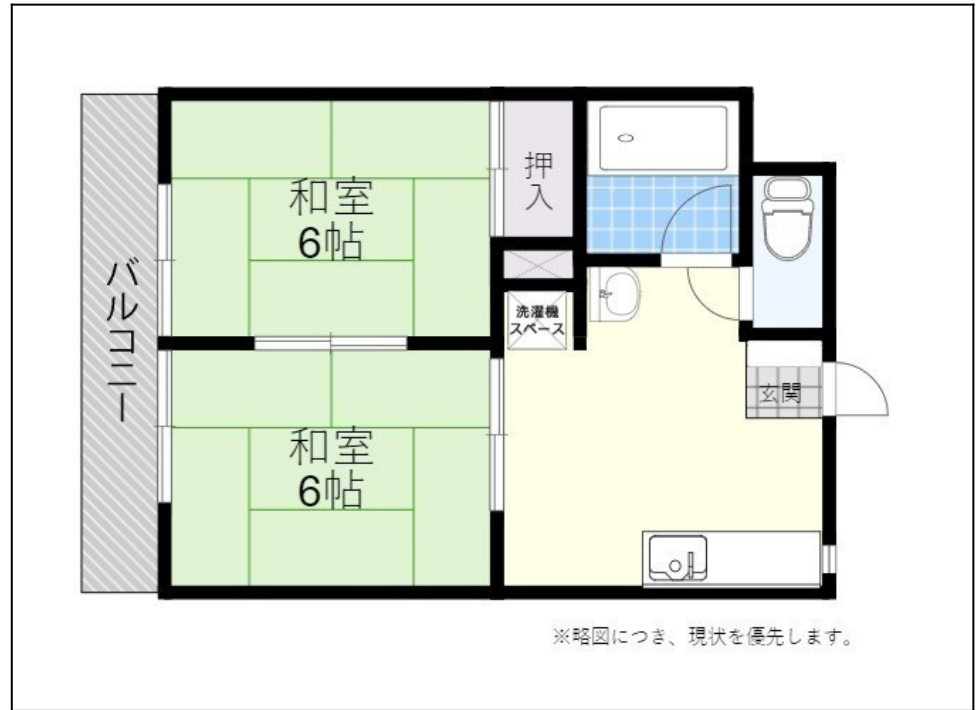 和室
6帖
押
入
バルコニー
洗濯機
スペース
玄関
和室
6帖
※略図につき、現状を優先します。